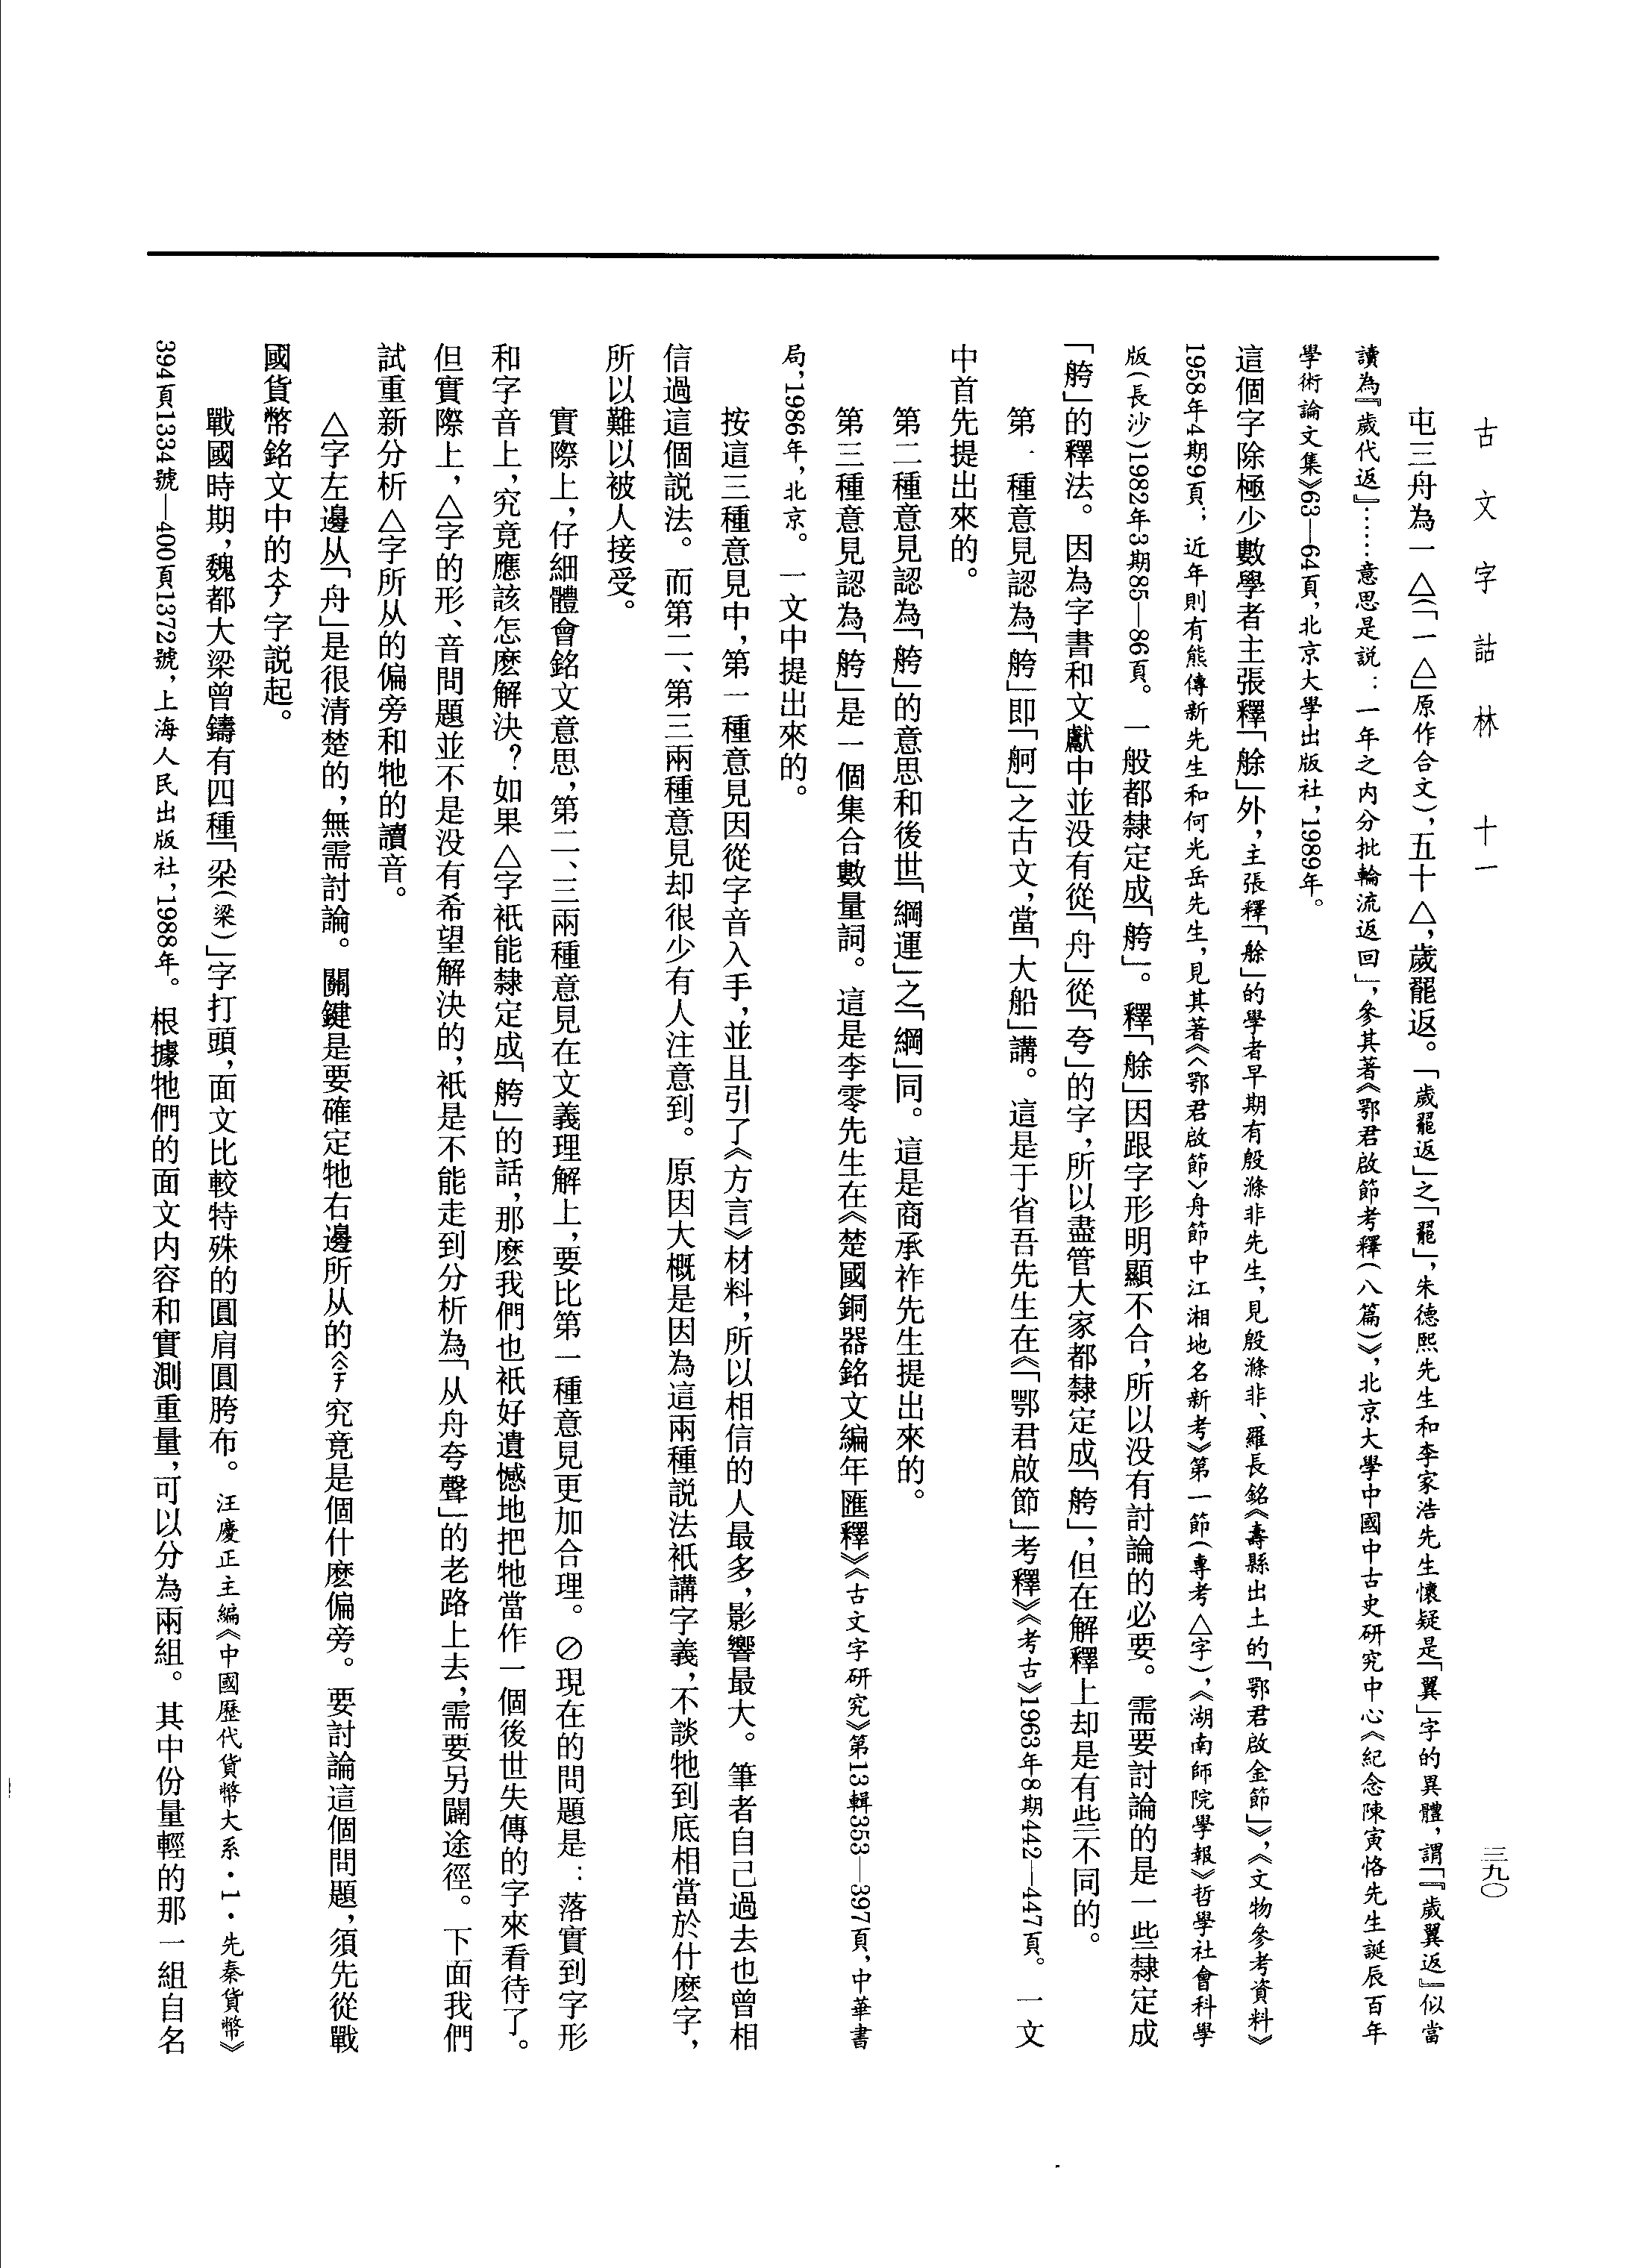 古文字詁林　十一
三九〇
屯三舟為一△（「一△」原作合文），五十△，歲罷返。「歲罷返」之「罷」，朱德熙先生和李家浩先生懷疑是「翼」字的異體，謂「『歲翼返』似當
讀為『歲代返』……意思是説：一年之内分批輪流返回」，參其著《鄂君啟節考釋（八篇）》，北京大學中國中古史研究中心《紀念陳寅恪先生誕辰百年
學術論文集》63—64頁，北京大學出版社，1989年。
這個字除極少數學者主張釋「艅」外，主張釋「艅」的學者早期有殷滌非先生，見殷滌非、羅長銘《壽縣出土的「鄂君啟金節」》，《文物參考資料》
1958年4期9頁；近年則有熊傳新先生和何光岳先生，見其著《〈鄂君啟節〉舟節中江湘地名新考》第一節（專考△字），《湖南師院學報》哲學社會科學
版（長沙）1982年3期85—86頁。一般都隸定成「舿」。釋「艅」因跟字形明顯不合，所以没有討論的必要。需要討論的是一些隸定成
「舿」的釋法。因為字書和文獻中並没有從「舟」從「夸」的字，所以盡管大家都隸定成「舿」，但在解釋上却是有些不同的。
第一種意見認為「舿」即「舸」之古文，當「大船」講。這是于省吾先生在《「鄂君啟節」考釋》《考古》1963年8期442—447頁。一文
中首先提出來的。
第二種意見認為「舿」的意思和後世「綱運」之「綱」同。這是商承祚先生提出來的。
第三種意見認為「舿」是一個集合數量詞。這是李零先生在《楚國銅器銘文編年匯釋》《古文字研究》第13輯353—397頁，中華書
局，1986年，北京。一文中提出來的。
按這三種意見中，第一種意見因從字音入手，並且引了《方言》材料，所以相信的人最多，影響最大。筆者自己過去也曾相
信過這個説法。而第二、第三兩種意見却很少有人注意到。原因大概是因為這兩種説法衹講字義，不談牠到底相當於什麽字，
所以難以被人接受。
實際上，仔細體會銘文意思，第二、三兩種意見在文義理解上，要比第一種意見更加合理。⊘現在的問題是：落實到字形
和字音上，究竟應該怎麽解決？如果△字衹能隸定成「舿」的話，那麽我們也衹好遺憾地把牠當作一個後世失傳的字來看待了。
但實際上，△字的形、音問題並不是没有希望解決的，衹是不能走到分析為「从舟夸聲」的老路上去，需要另闢途徑。下面我們
試重新分析△字所从的偏旁和牠的讀音。
△字左邊从「舟」是很清楚的，無需討論。關鍵是要確定牠右邊所从的究竟是個什麽偏旁。要討論這個問題，須先從戰
國貨幣銘文中的字説起。
戰國時期，魏都大梁曾鑄有四種「梁（梁）」字打頭，面文比較特殊的圓肩圓胯布。汪慶正主編《中國歷代貨幣大系·1·先秦貨幣》
394頁1334號—400頁1372號，上海人民出版社，1988年。根據牠們的面文内容和實測重量，可以分為兩組。其中份量輕的那一組自名